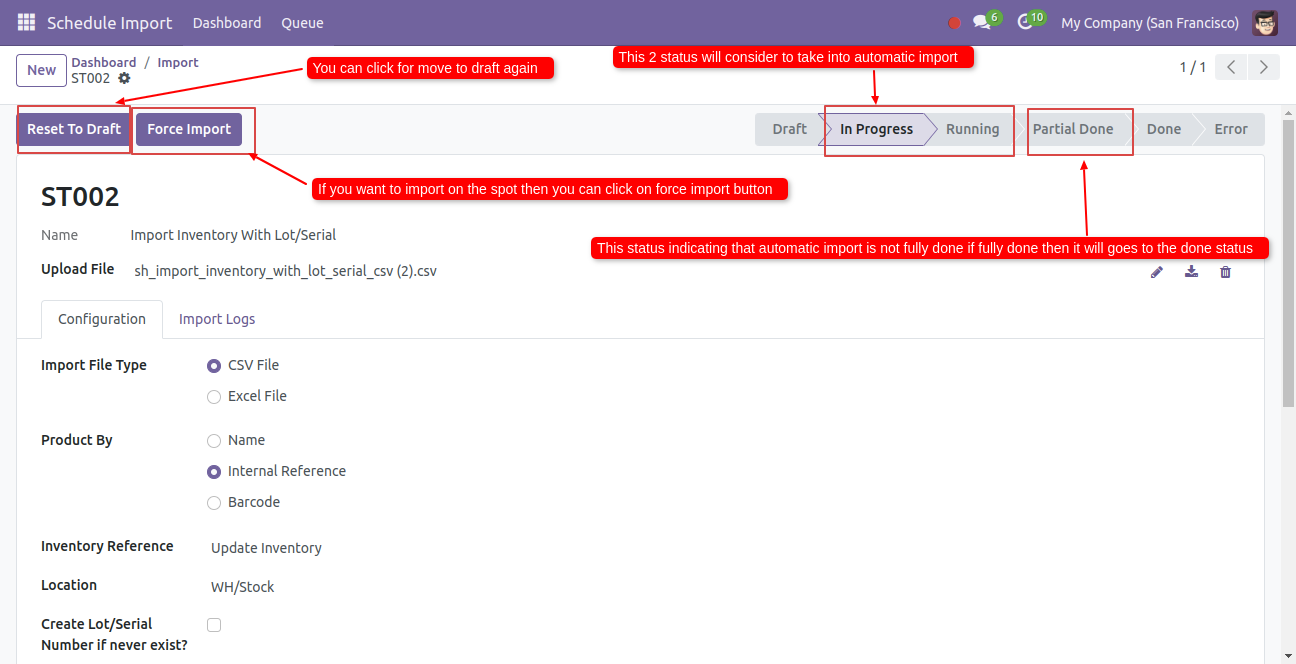 Schedule Import Dashboard Queue 6 10 My Company (San Francisco)
New Dashboard / Import
ST002
1 / 1
You can click for move to draft again
This 2 status will consider to take into automatic import
Reset To Draft Force Import Draft In Progress Running Partial Done Done Error
If you want to import on the spot then you can click on force import button
ST002
Name Import Inventory With Lot/Serial
This status indicating that automatic import is not fully done if fully done then it will goes to the done status
Upload File sh_import_inventory_with_lot_serial_csv (2).csv
Configuration Import Logs
Import File Type CSV File
Excel File
Product By Name
Internal Reference
Barcode
Inventory Reference Update Inventory
Location WH/Stock
Create Lot/Serial
Number if never exist?